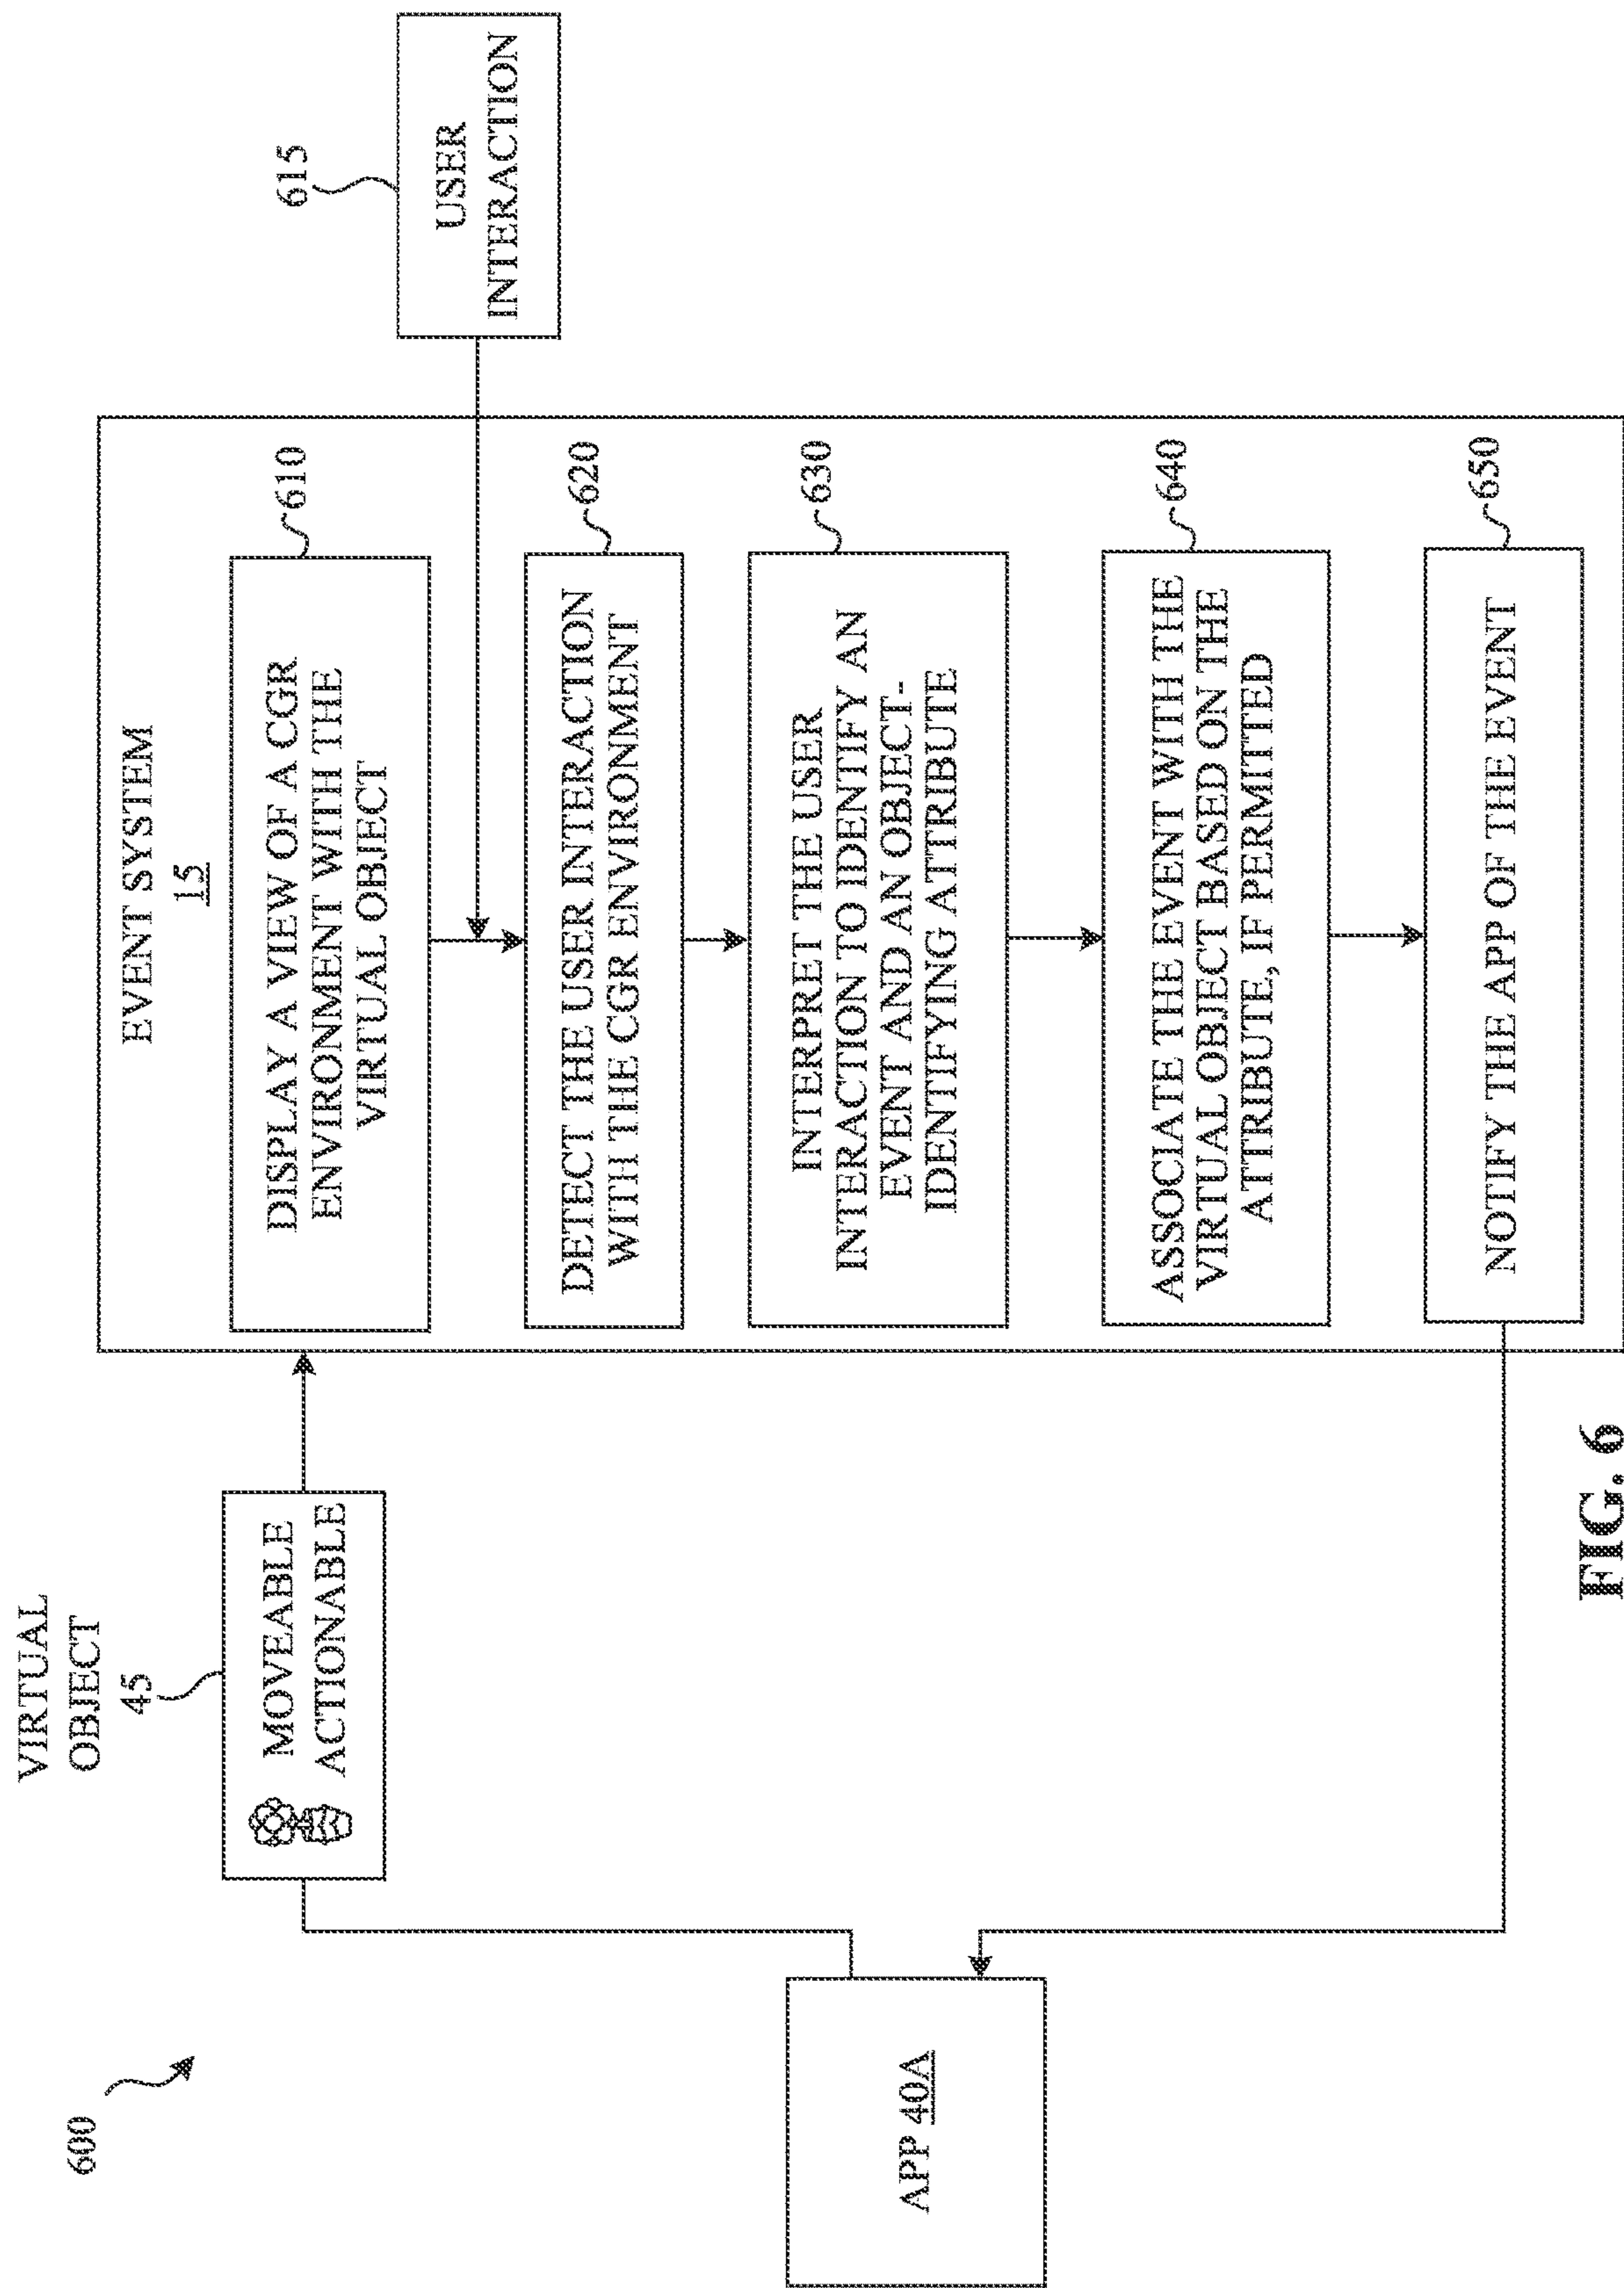 600
VIRTUAL
OBJECT
45
MOVEABLE
ACTIONABLE
APP 40A
EVENT SYSTEM
15
DISPLAY A VIEW OF A CGR
ENVIRONMENT WITH THE
VIRTUAL OBJECT
610
USER
INTERACTION
615
DETECT THE USER INTERACTION
WITH THE CGR ENVIRONMENT
620
INTERPRET THE USER
INTERACTION TO IDENTIFY AN
EVENT AND AN OBJECT-
IDENTIFYING ATTRIBUTE
630
ASSOCIATE THE EVENT WITH THE
VIRTUAL OBJECT BASED ON THE
ATTRIBUTE, IF PERMITTED
640
NOTIFY THE APP OF THE EVENT
650
FIG. 6